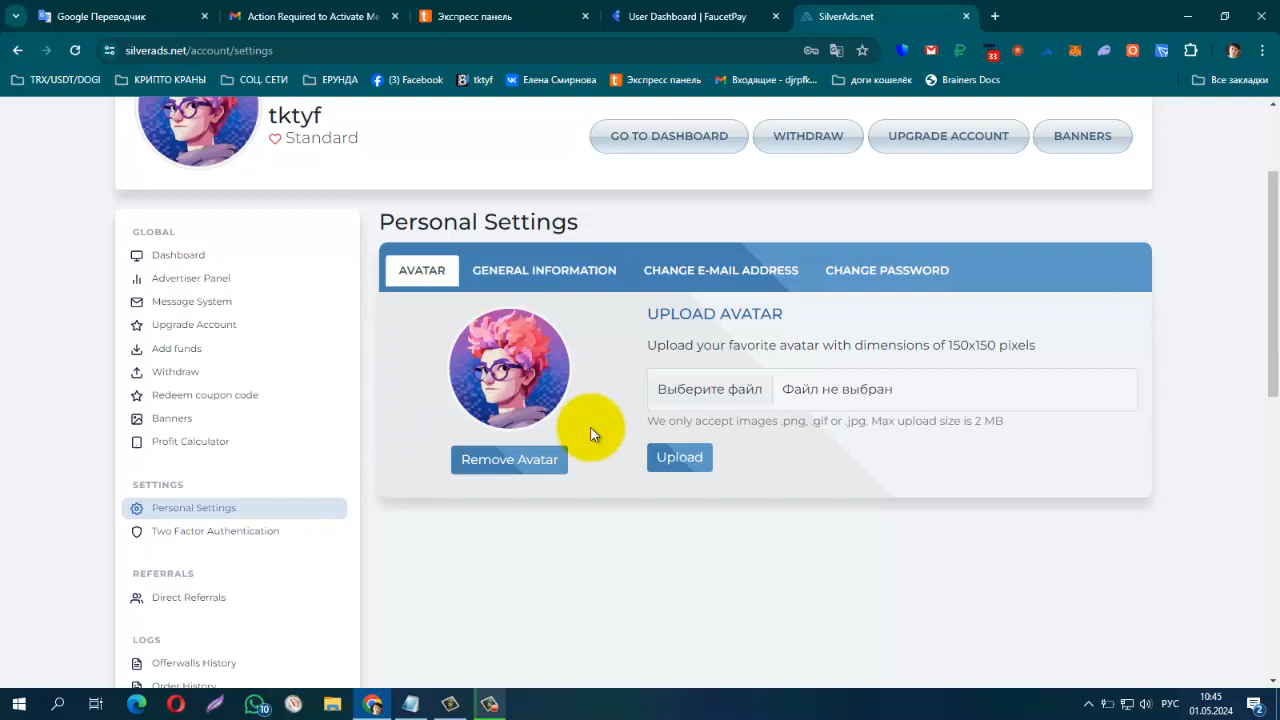 Google Переводчик
Action Required to Activate Me
Экспресс панель
User Dashboard | FaucetPay
SilverAds.net
silverads.net/account/settings
33
TRX/USDT/DOGI
КРИПТО КРАНЫ
СОЦ. СЕТИ
ЕРУНДА
(3) Facebook
tktyf
Елена Смирнова
Экспресс панель
Входящие - djrpfk...
доги кошелёк
Brainers Docs
Все закладки
tktyf
Standard
GO TO DASHBOARD
WITHDRAW
UPGRADE ACCOUNT
BANNERS
GLOBAL
Dashboard
Advertiser Panel
Message System
Upgrade Account
Add funds
Withdraw
Redeem coupon code
Banners
Profit Calculator
SETTINGS
Personal Settings
Two Factor Authentication
REFERRALS
Direct Referrals
LOGS
Offerwalls History
Order History
Personal Settings
AVATAR
GENERAL INFORMATION
CHANGE E-MAIL ADDRESS
CHANGE PASSWORD
Remove Avatar
UPLOAD AVATAR
Upload your favorite avatar with dimensions of 150x150 pixels
Выберите файл
Файл не выбран
We only accept images .png, .gif or .jpg. Max upload size is 2 MB
Upload
10
РУС
10:45
01.05.2024
2